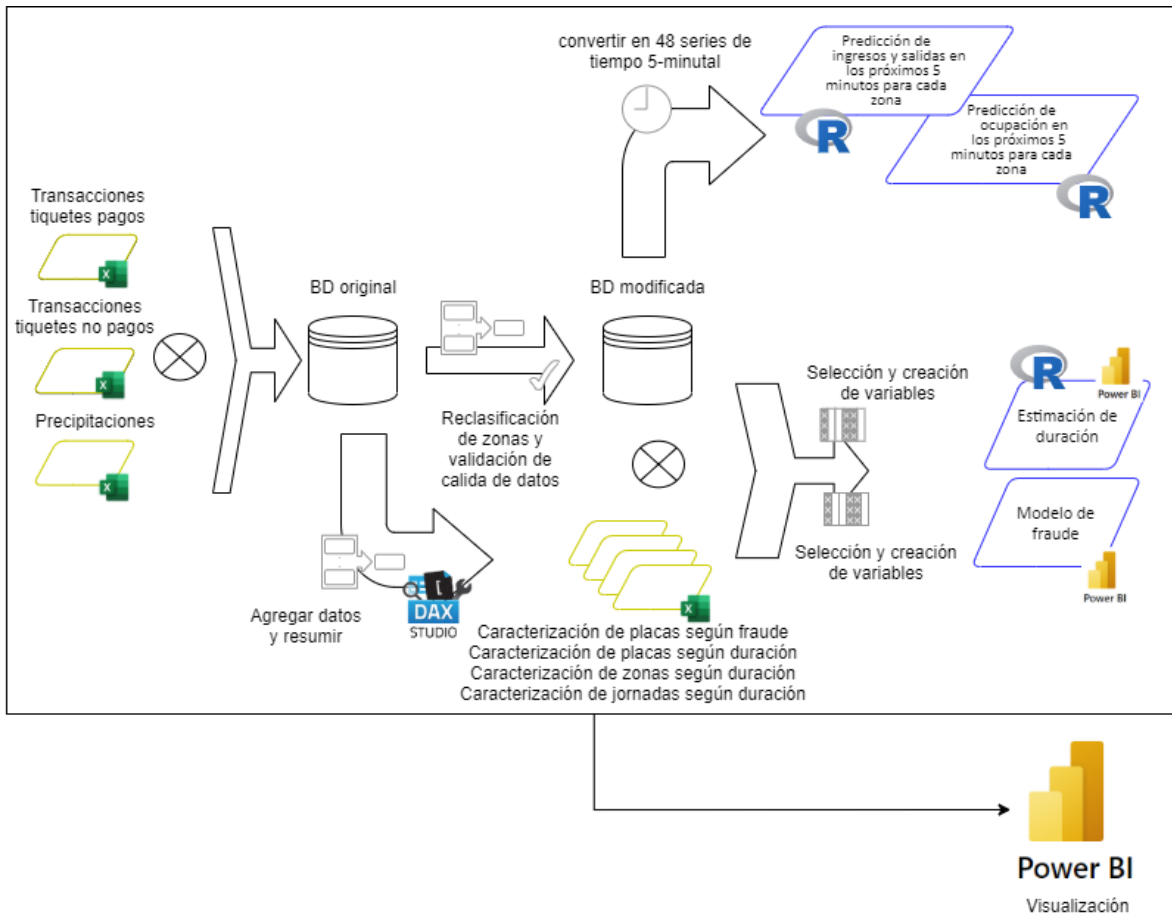 convertir en 48 series de
tiempo 5-minutal
Predicción de
ingresos y salidas en
los próximos 5
minutos para cada
zona
R
Predicción de
ocupación en
los próximos 5
minutos para cada
zona
R
Transacciones
tiquetes pagos
X
Transacciones
tiquetes no pagos
X
Precipitaciones
X
BD original
BD modificada
Reclasificación
de zonas y
validación de
calida de datos
Agregar datos
y resumir
DAX
STUDIO
X
Caracterización de placas según fraude
Caracterización de placas según duración
Caracterización de zonas según duración
Caracterización de jornadas según duración
Selección y creación
de variables
Selección y creación
de variables
R
Power BI
Estimación de
duración
Modelo de
fraude
Power BI
Power BI
Visualización